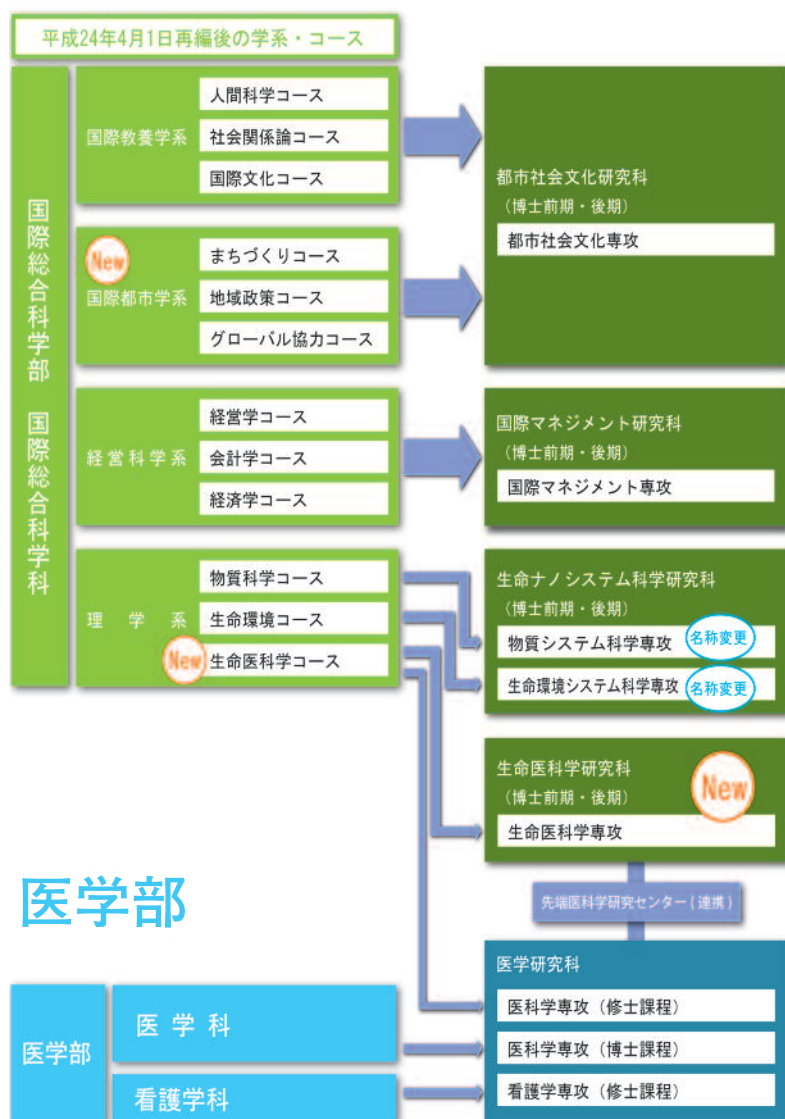 平成24年4月1日再編後の学系・コース
国際総合科学部 国際総合科学科
国際教養学系
人間科学コース
社会関係論コース
国際文化コース
都市社会文化研究科
(博士前期・後期)
都市社会文化専攻
New
国際都市学系
まちづくりコース
地域政策コース
グローバル協力コース
経営科学系
経営学コース
会計学コース
経済学コース
国際マネジメント研究科
(博士前期・後期)
国際マネジメント専攻
理学系
物質科学コース
生命環境コース
New
生命医科学コース
生命ナノシステム科学研究科
(博士前期・後期)
物質システム科学専攻 名称変更
生命環境システム科学専攻 名称変更
生命医科学研究科
(博士前期・後期)
New
生命医科学専攻
先端医科学研究センター(連携)
医学部
医学部
医学科
看護学科
医学研究科
医科学専攻(修士課程)
医科学専攻(博士課程)
看護学専攻(修士課程)